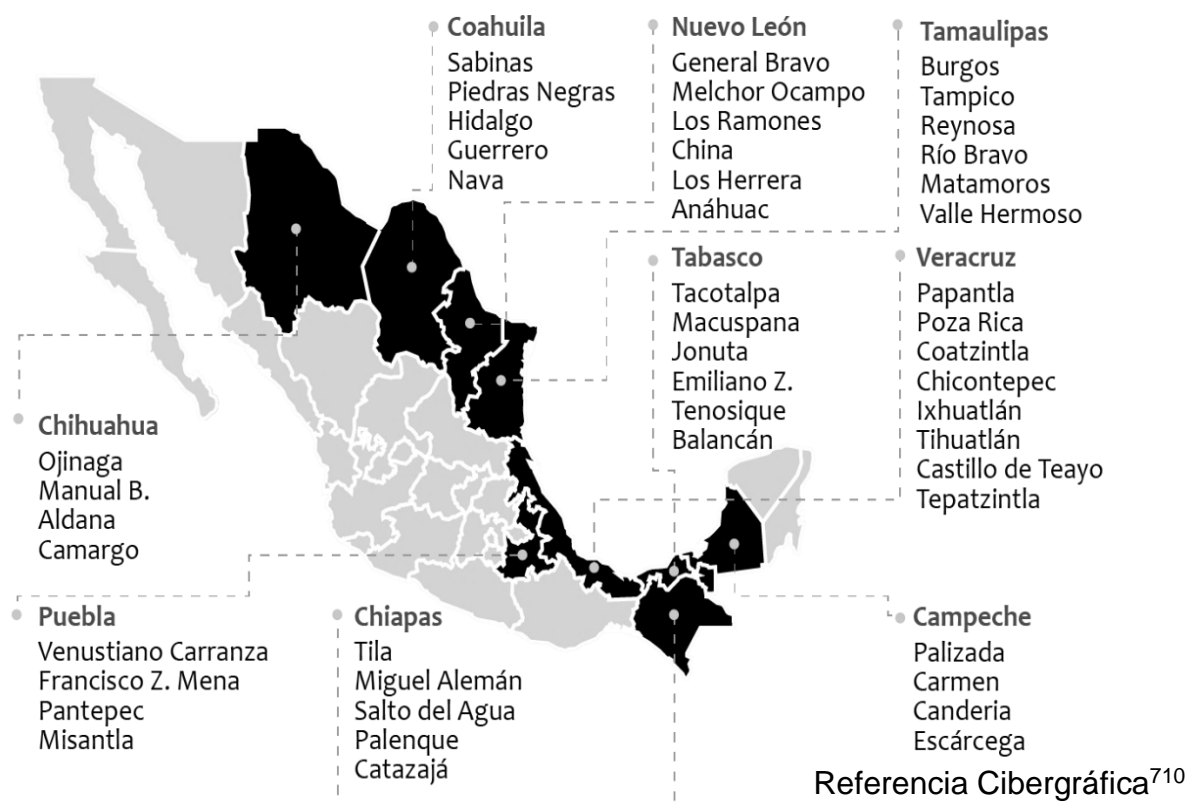 Coahuila
Sabinas
Piedras Negras
Hidalgo
Guerrero
Nava
Nuevo León
General Bravo
Melchor Ocampo
Los Ramones
China
Los Herrera
Anáhuac
Tamaulipas
Burgos
Tampico
Reynosa
Río Bravo
Matamoros
Valle Hermoso
Tabasco
Tacotalpa
Macuspana
Jonuta
Emiliano Z.
Tenosique
Balancán
Veracruz
Papantla
Poza Rica
Coatzintla
Chicontepec
Ixhuatlán
Tihuatlán
Castillo de Teayo
Tepatzintla
Chihuahua
Ojinaga
Manual B.
Aldana
Camargo
Puebla
Venustiano Carranza
Francisco Z. Mena
Pantepec
Misantla
Chiapas
Tila
Miguel Alemán
Salto del Agua
Palenque
Catazajá
Campeche
Palizada
Carmen
Canderia
Escárcega
Referencia Cibergráfica⁷¹⁰